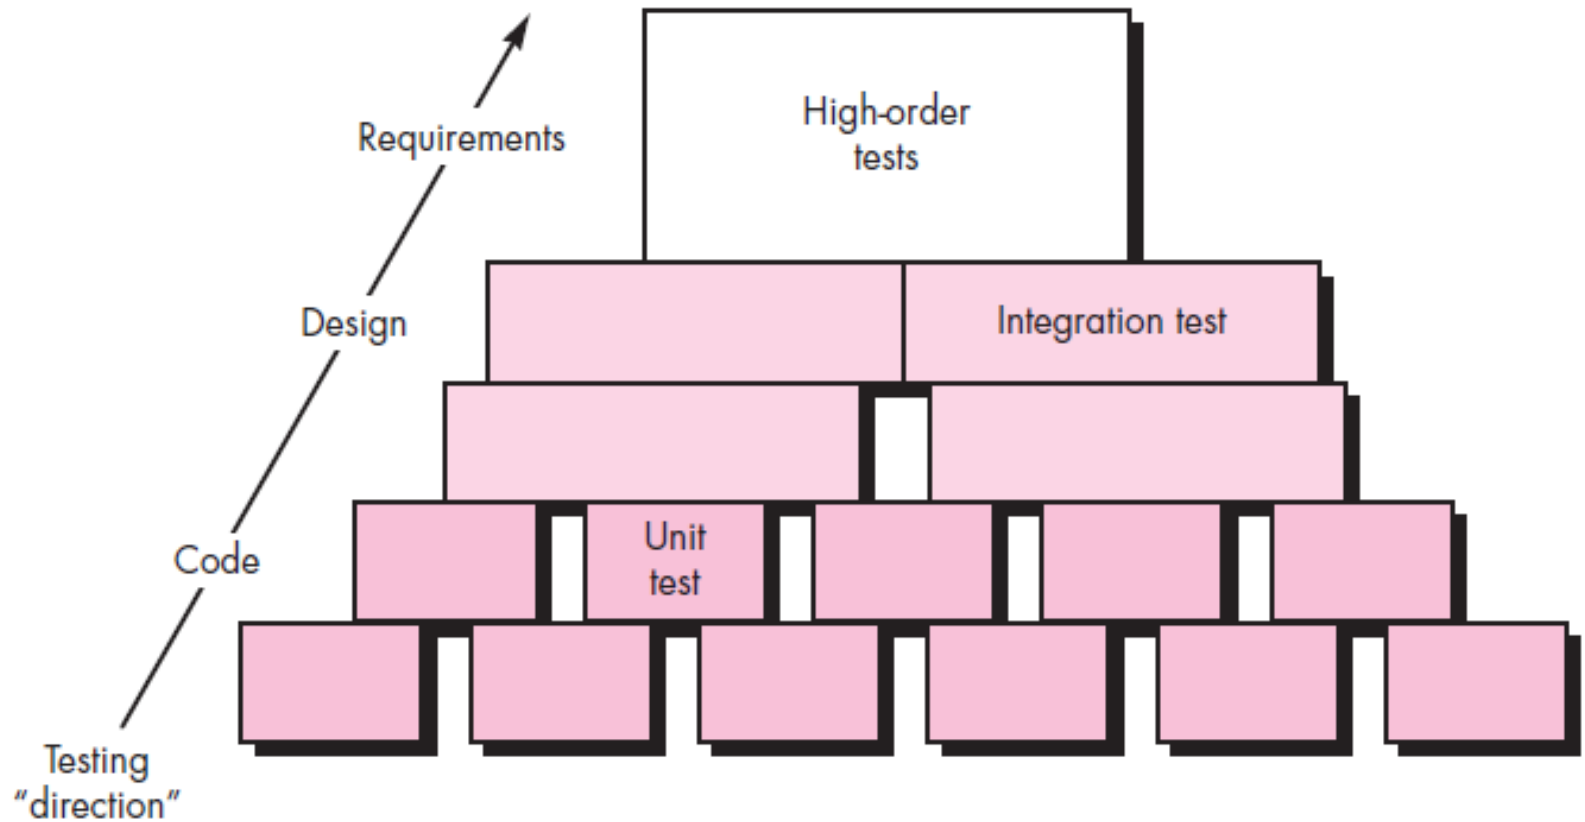 High-order
tests
Requirements
Integration test
Design
Unit
test
Code
Testing
“direction”